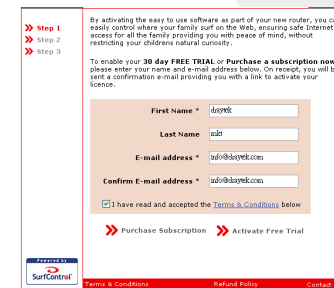 Step 1
Step 2
Step 3
By activating the easy to use software as part of your new router, you ca
easily control where your family surf on the Web, ensuring safe Internet
access for all the family providing you with peace of mind, without
restricting your childrens natural curiosity.
To enable your 30 day FREE TRIAL or Purchase a subscription now
please enter your name and e-mail address below. On receipt, you will b
sent a confirmation e-mail providing you with a link to activate your
licence.
First Name * draytek
Last Name mkt
E-mail address * info@draytek.com
Confirm E-mail address * info@draytek.com
I have read and accepted the Terms & Conditions below
Purchase Subscription Activate Free Trial
Powered by
SurfControl
Terms & Conditions Refund Policy Contact